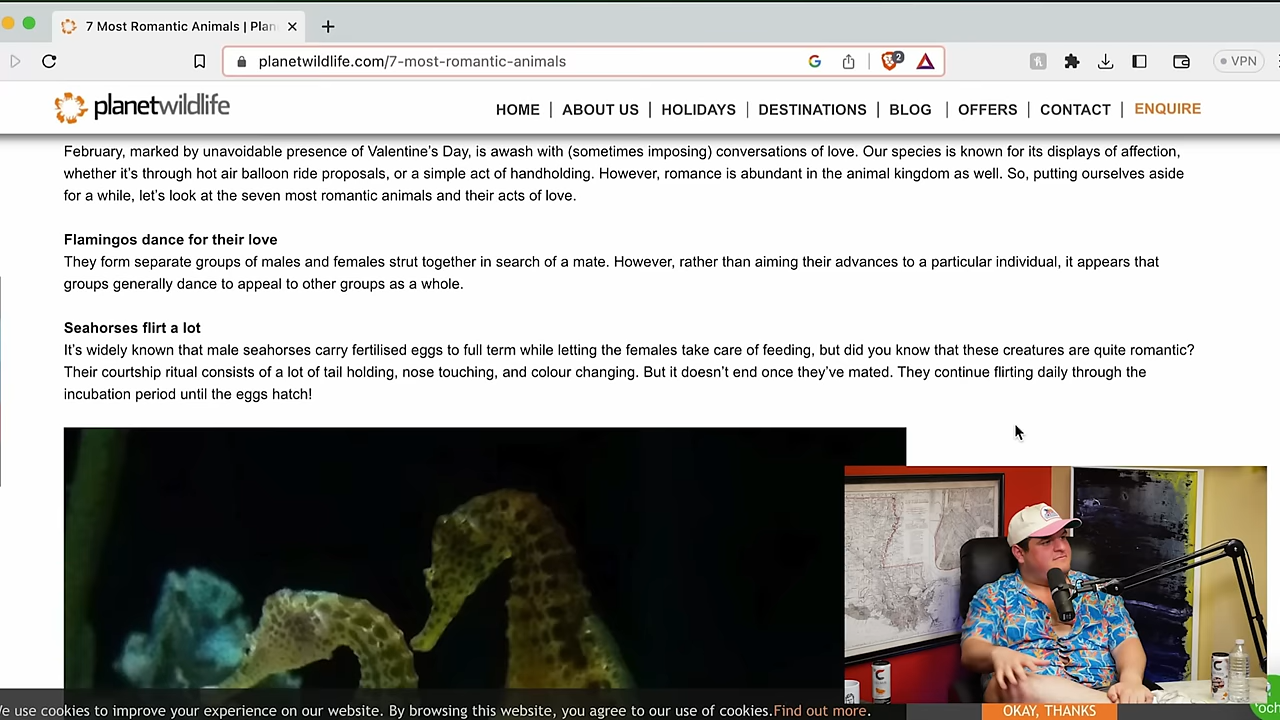 7 Most Romantic Animals | Plan
planetwildlife.com/7-most-romantic-animals
2
VPN
planetwildlife
HOME | ABOUT US | HOLIDAYS | DESTINATIONS | BLOG | OFFERS | CONTACT | ENQUIRE
February, marked by unavoidable presence of Valentine's Day, is awash with (sometimes imposing) conversations of love. Our species is known for its displays of affection,
whether it's through hot air balloon ride proposals, or a simple act of handholding. However, romance is abundant in the animal kingdom as well. So, putting ourselves aside
for a while, let's look at the seven most romantic animals and their acts of love.
Flamingos dance for their love
They form separate groups of males and females strut together in search of a mate. However, rather than aiming their advances to a particular individual, it appears that
groups generally dance to appeal to other groups as a whole.
Seahorses flirt a lot
It's widely known that male seahorses carry fertilised eggs to full term while letting the females take care of feeding, but did you know that these creatures are quite romantic?
Their courtship ritual consists of a lot of tail holding, nose touching, and colour changing. But it doesn't end once they've mated. They continue flirting daily through the
incubation period until the eggs hatch!
e use cookies to improve your experience on our website. By browsing this website, you agree to our use of cookies. Find out more.
OKAY, THANKS